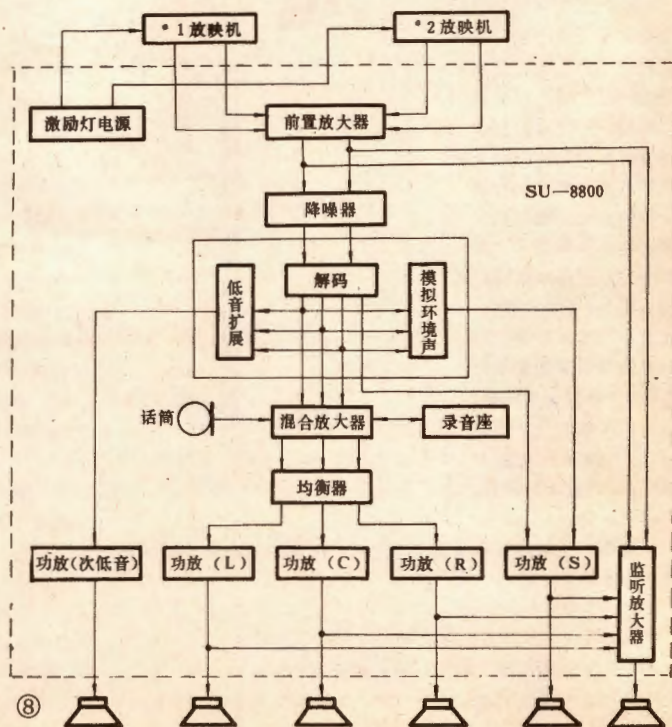 *1放映机
*2放映机
激励灯电源
前置放大器
SU—8800
降噪器
解码
低音扩展
模拟环境声
话筒
混合放大器
录音座
均衡器
功放(次低音)
功放（L）
功放（C）
功放（R）
功放（S）
监听放大器
⑧